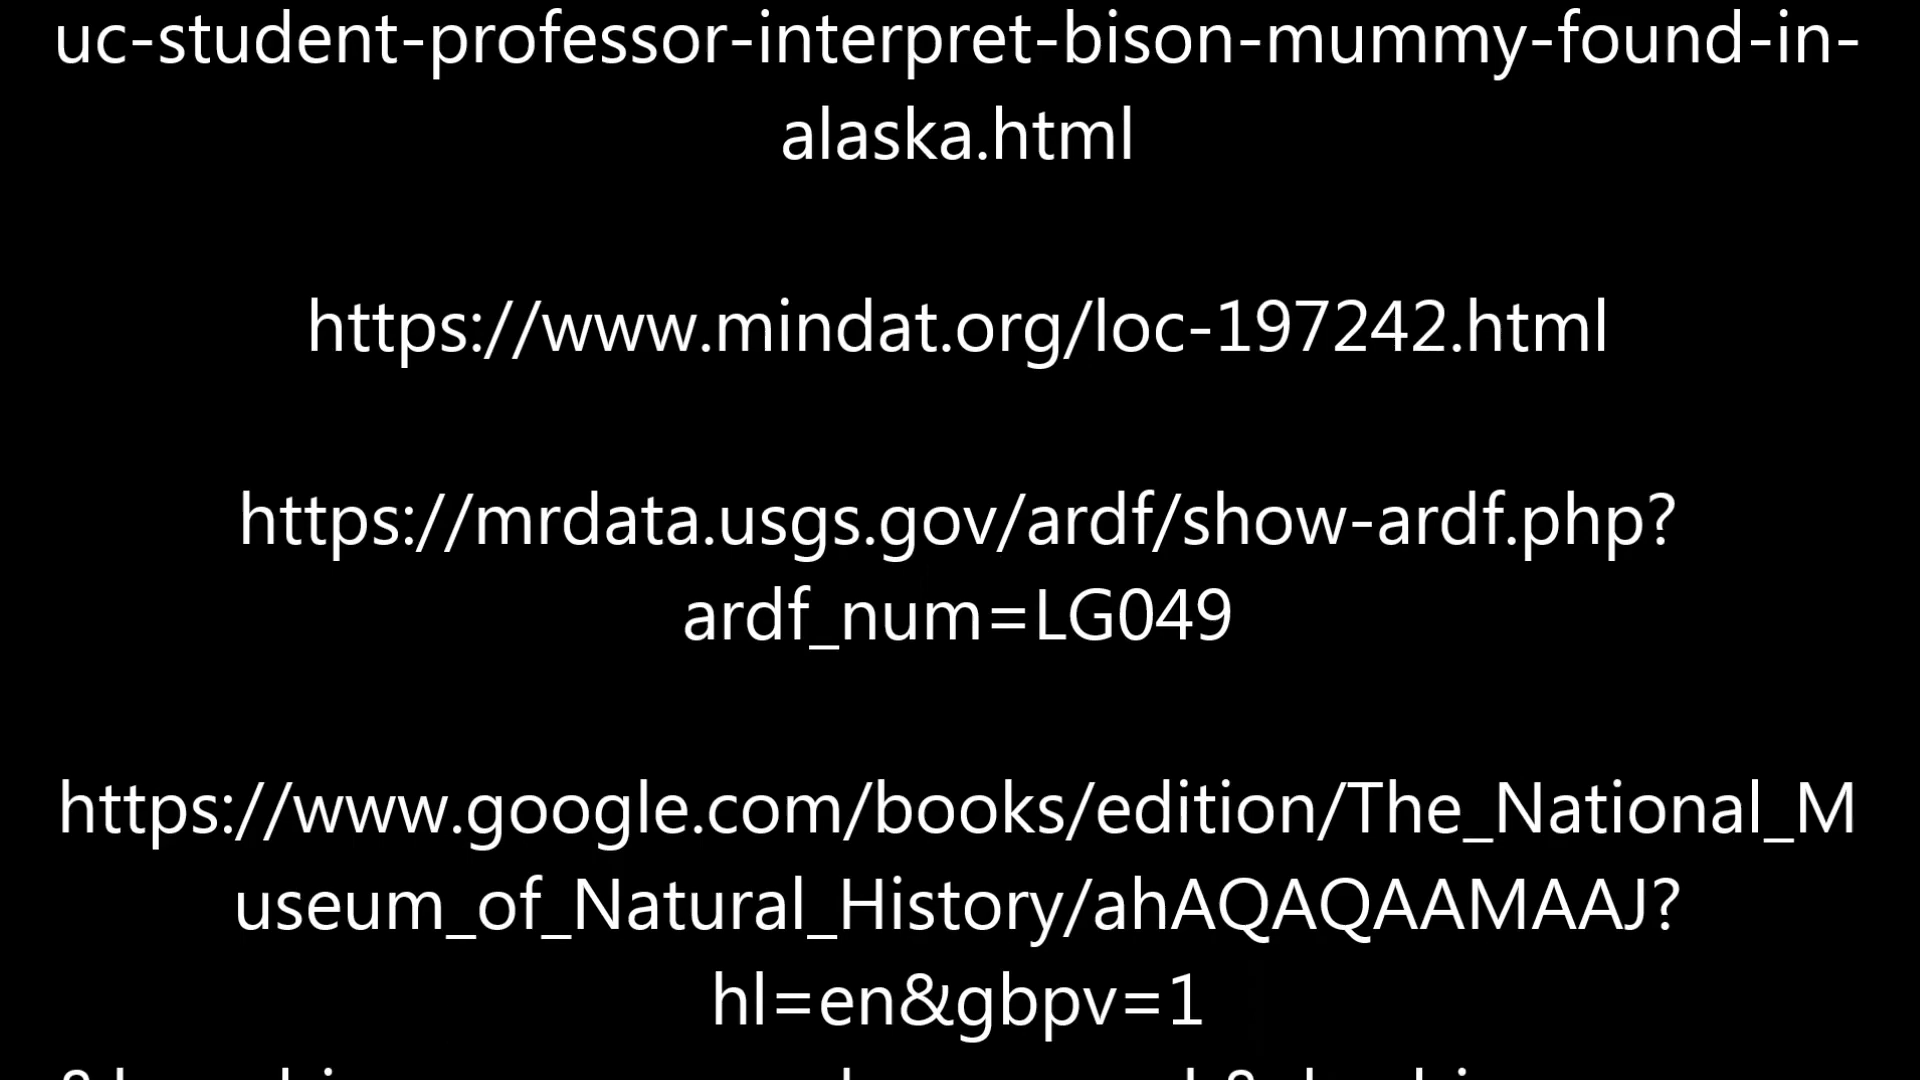 uc-student-professor-interpret-bison-mummy-found-in-
alaska.html
https://www.mindat.org/loc-197242.html
https://mrdata.usgs.gov/ardf/show-ardf.php?
ardf_num=LG049
https://www.google.com/books/edition/The_National_M
useum_of_Natural_History/ahAQAQAAMAAJ?
hl=en&gbpv=1